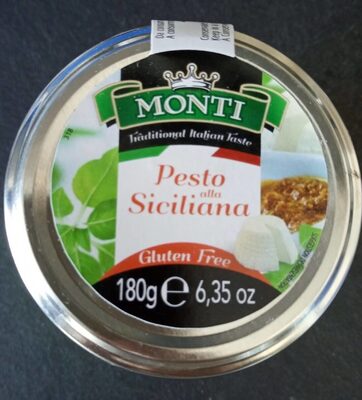 MONTI
Traditional Italian Taste
Pesto
alla
Siciliana
Gluten Free
180g℮ 6,35 oz